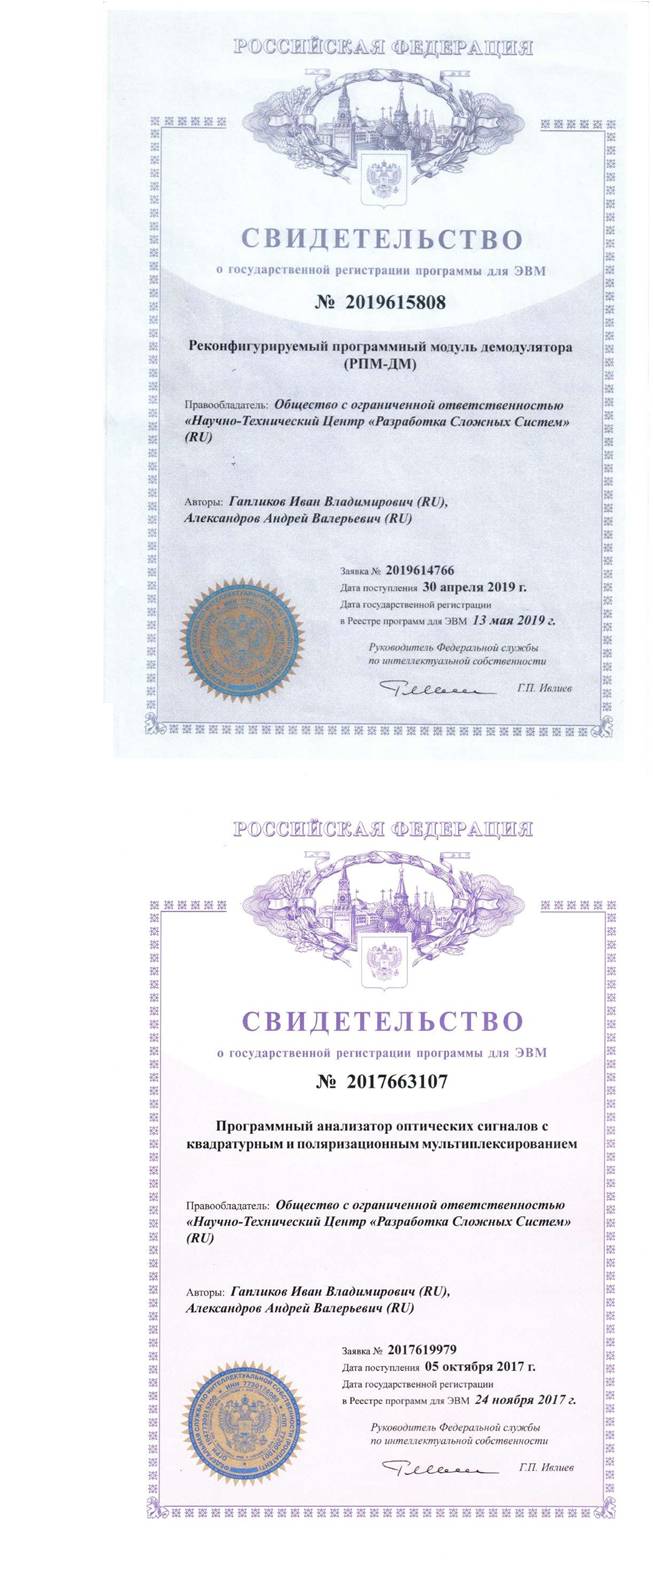 РОССИЙСКАЯ ФЕДЕРАЦИЯ
СВИДЕТЕЛЬСТВО
о государственной регистрации программы для ЭВМ
№ 2019615808
Реконфигурируемый программный модуль демодулятора
(РПМ-ДМ)
Правообладатель: Общество с ограниченной ответственностью
«Научно-Технический Центр «Разработка Сложных Систем»
(RU)
Авторы: Гапликов Иван Владимирович (RU),
Александров Андрей Валерьевич (RU)
Заявка № 2019614766
Дата поступления 30 апреля 2019 г.
Дата государственной регистрации
в Реестре программ для ЭВМ 13 мая 2019 г.
Руководитель Федеральной службы
по интеллектуальной собственности
Г.П. Ивлиев
РОССИЙСКАЯ ФЕДЕРАЦИЯ
СВИДЕТЕЛЬСТВО
о государственной регистрации программы для ЭВМ
№ 2017663107
Программный анализатор оптических сигналов с
квадратурным и поляризационным мультиплексированием
Правообладатель: Общество с ограниченной ответственностью
«Научно-Технический Центр «Разработка Сложных Систем»
(RU)
Авторы: Гапликов Иван Владимирович (RU),
Александров Андрей Валерьевич (RU)
Заявка № 2017619979
Дата поступления 05 октября 2017 г.
Дата государственной регистрации
в Реестре программ для ЭВМ 24 ноября 2017 г.
Руководитель Федеральной службы
по интеллектуальной собственности
Г.П. Ивлиев